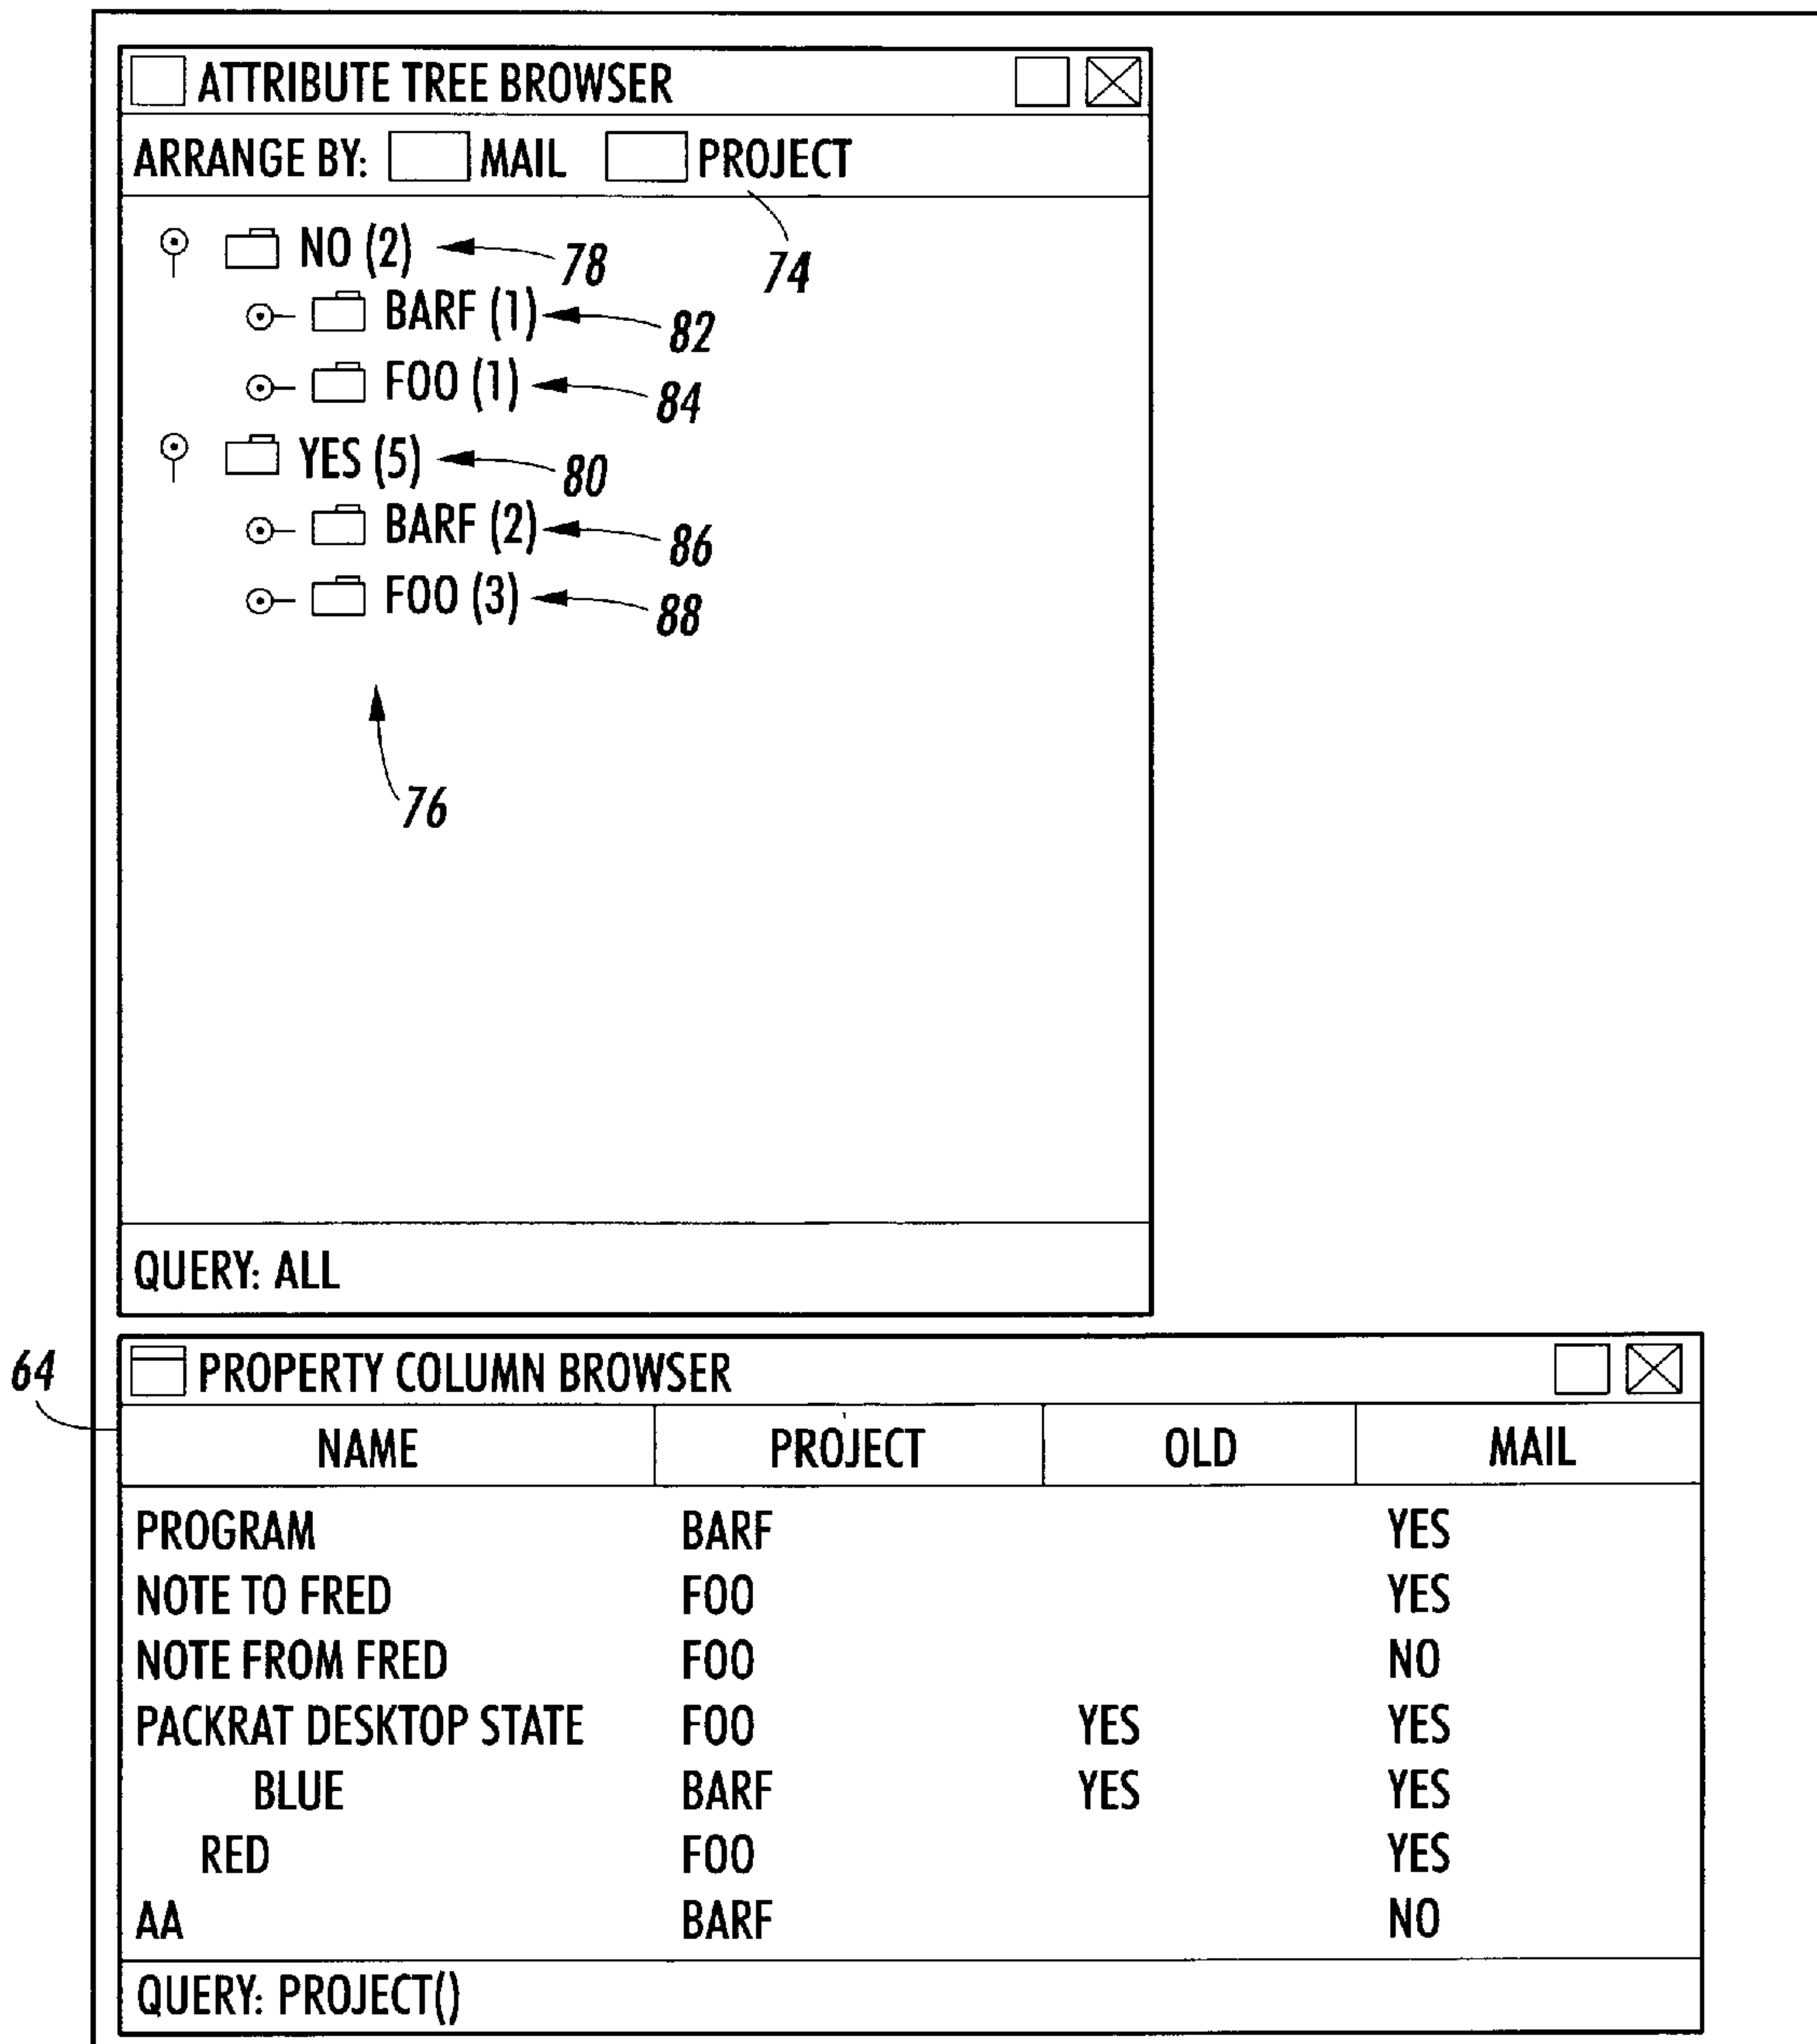 ATTRIBUTE TREE BROWSER
ARRANGE BY: MAIL PROJECT
74
NO (2) 78
BARF (1) 82
FOO (1) 84
YES (5) 80
BARF (2) 86
FOO (3) 88
76
QUERY: ALL
64
PROPERTY COLUMN BROWSER
NAME PROJECT OLD MAIL
PROGRAM BARF YES
NOTE TO FRED FOO YES
NOTE FROM FRED FOO NO
PACKRAT DESKTOP STATE FOO YES YES
BLUE BARF YES YES
RED FOO YES
AA BARF NO
QUERY: PROJECT()